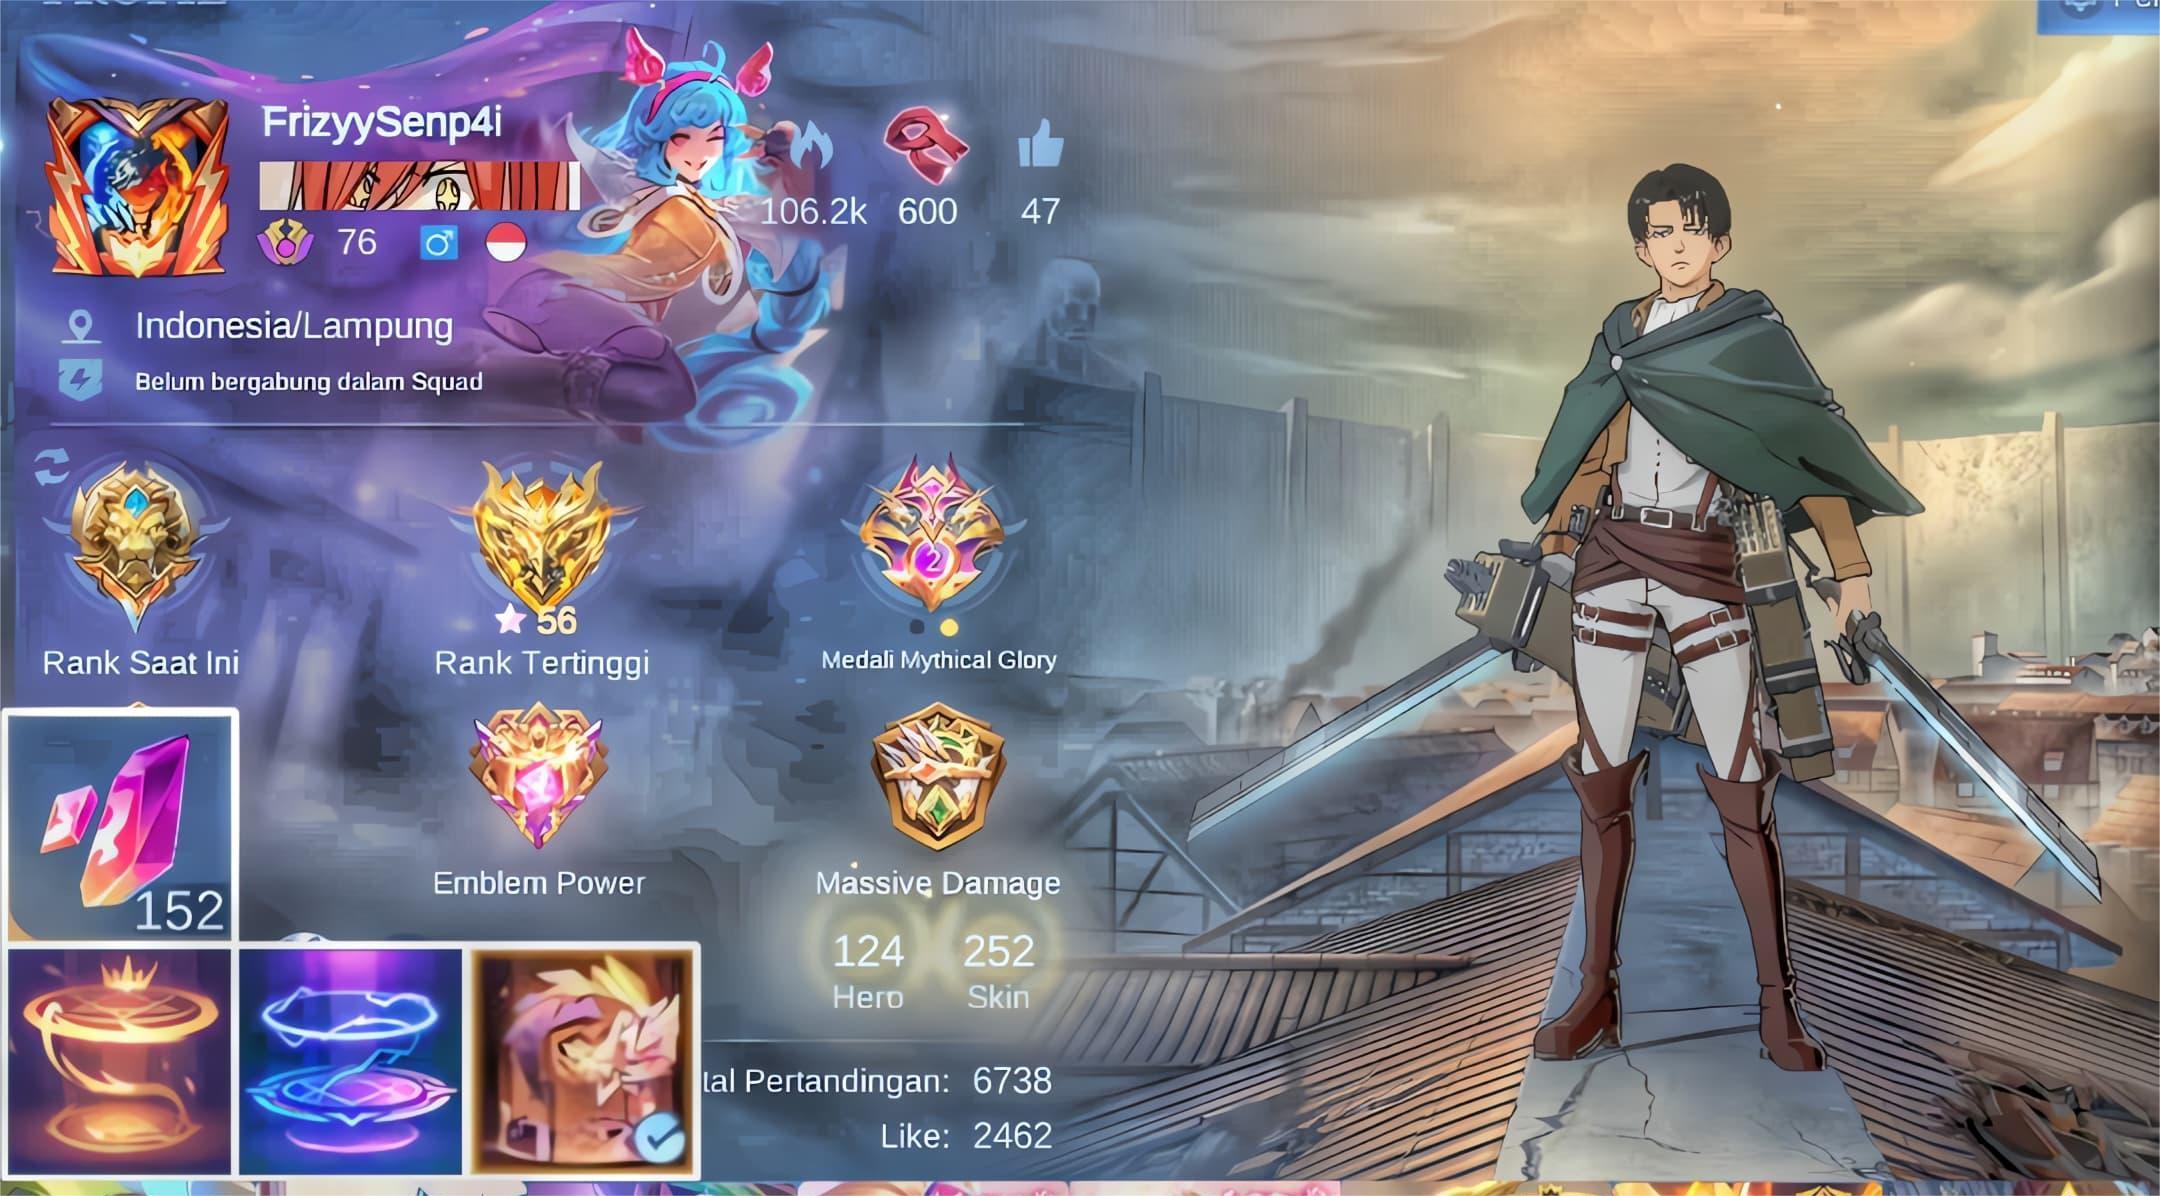 FrizyySenp4i
106.2k
600
47
76
Indonesia/Lampung
Belum bergabung dalam Squad
56
2
Rank Saat Ini
Rank Tertinggi
Medali Mythical Glory
152
Emblem Power
Massive Damage
124
252
Hero
Skin
Pertandingan: 6738
Like: 2462